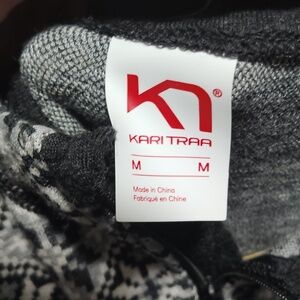 KARI TRAA
M M
Made in China
Fabriqué en Chine